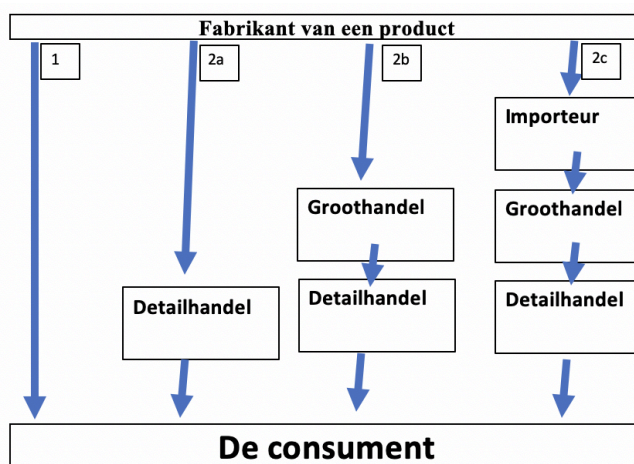 Fabrikant van een product
1
2a
2b
2c
Importeur
Groothandel
Groothandel
Detailhandel
Detailhandel
Detailhandel
De consument